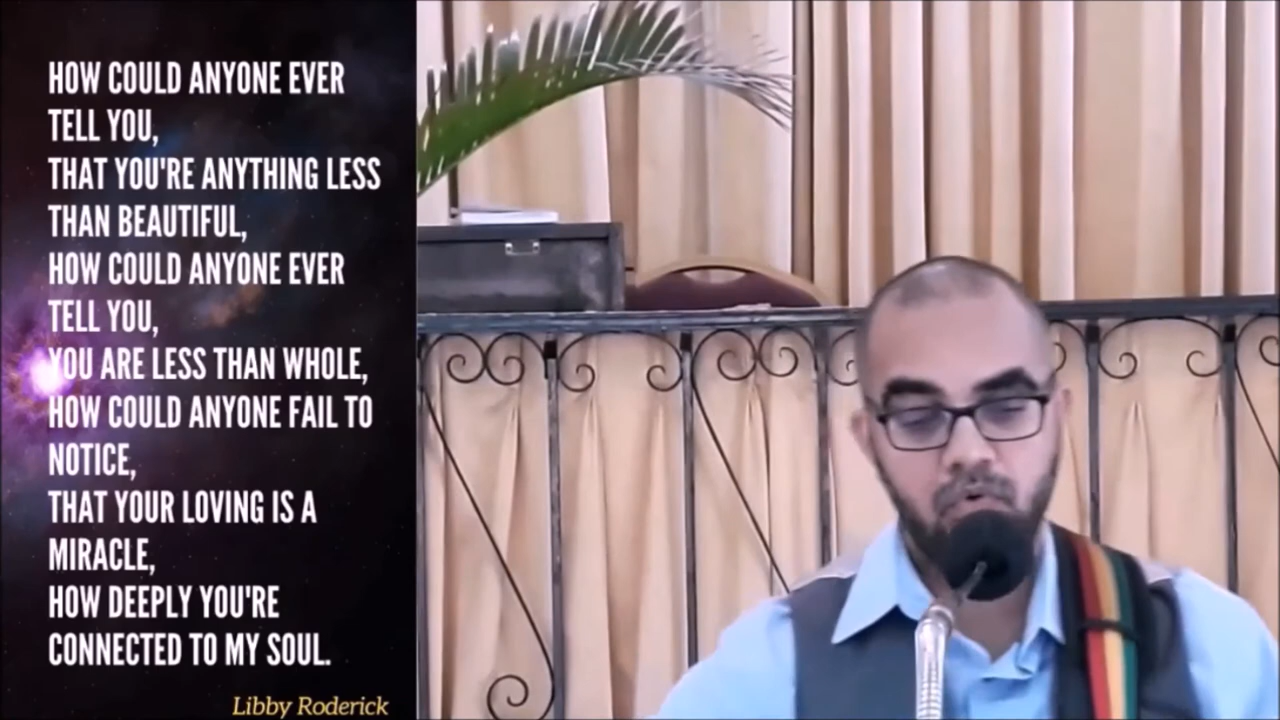 HOW COULD ANYONE EVER
TELL YOU,
THAT YOU'RE ANYTHING LESS
THAN BEAUTIFUL,
HOW COULD ANYONE EVER
TELL YOU,
YOU ARE LESS THAN WHOLE,
HOW COULD ANYONE FAIL TO
NOTICE,
THAT YOUR LOVING IS A
MIRACLE,
HOW DEEPLY YOU'RE
CONNECTED TO MY SOUL.
Libby Roderick